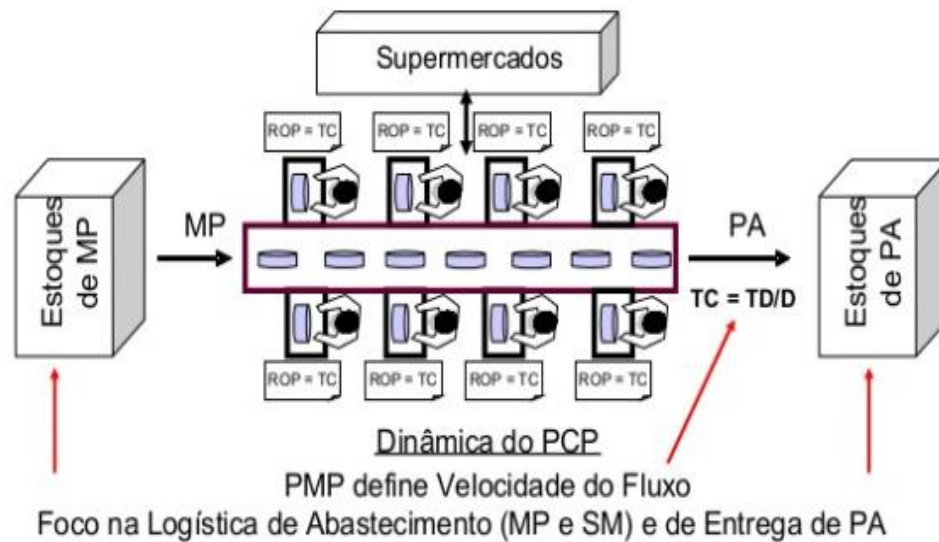 Supermercados
ROP = TC
ROP = TC
ROP = TC
ROP = TC
Estoques
de MP
MP
PA
TC = TD/D
Estoques
de PA
ROP = TC
ROP = TC
ROP = TC
ROP = TC
Dinâmica do PCP
PMP define Velocidade do Fluxo
Foco na Logística de Abastecimento (MP e SM) e de Entrega de PA